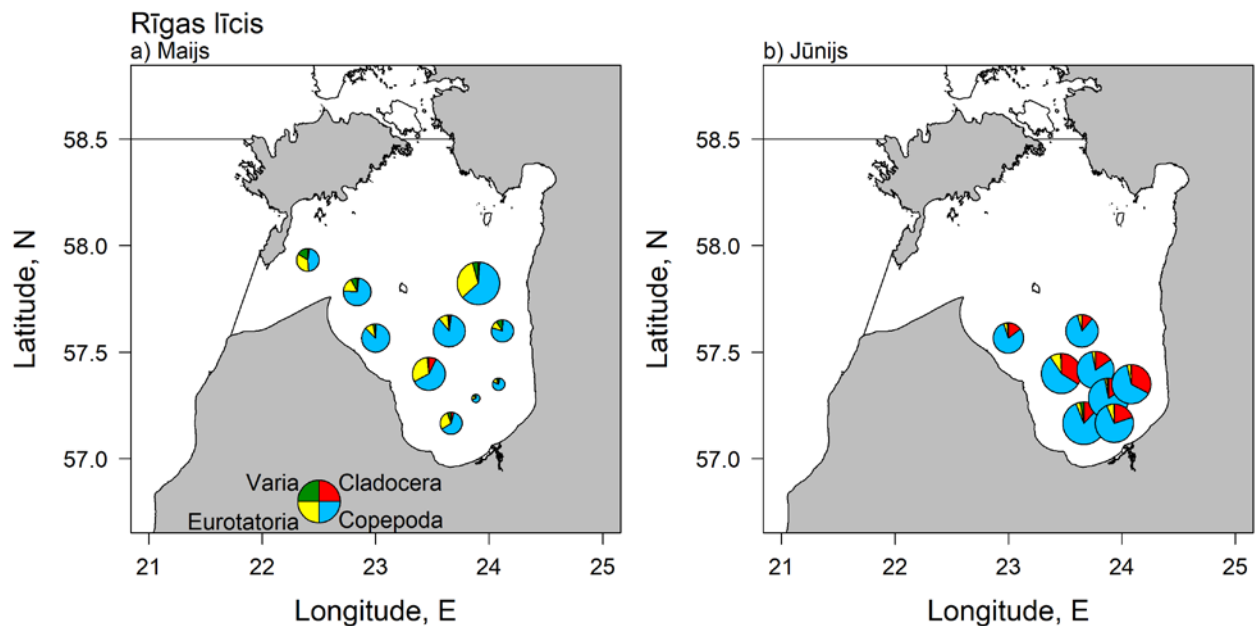 Rīgas līcis
a) Maijs
b) Jūnijs
58.5
58.0
57.5
57.0
Latitude, N
Varia
Cladocera
Eurotatoria
Copepoda
21
22
23
24
25
Longitude, E
58.5
58.0
57.5
57.0
Latitude, N
21
22
23
24
25
Longitude, E